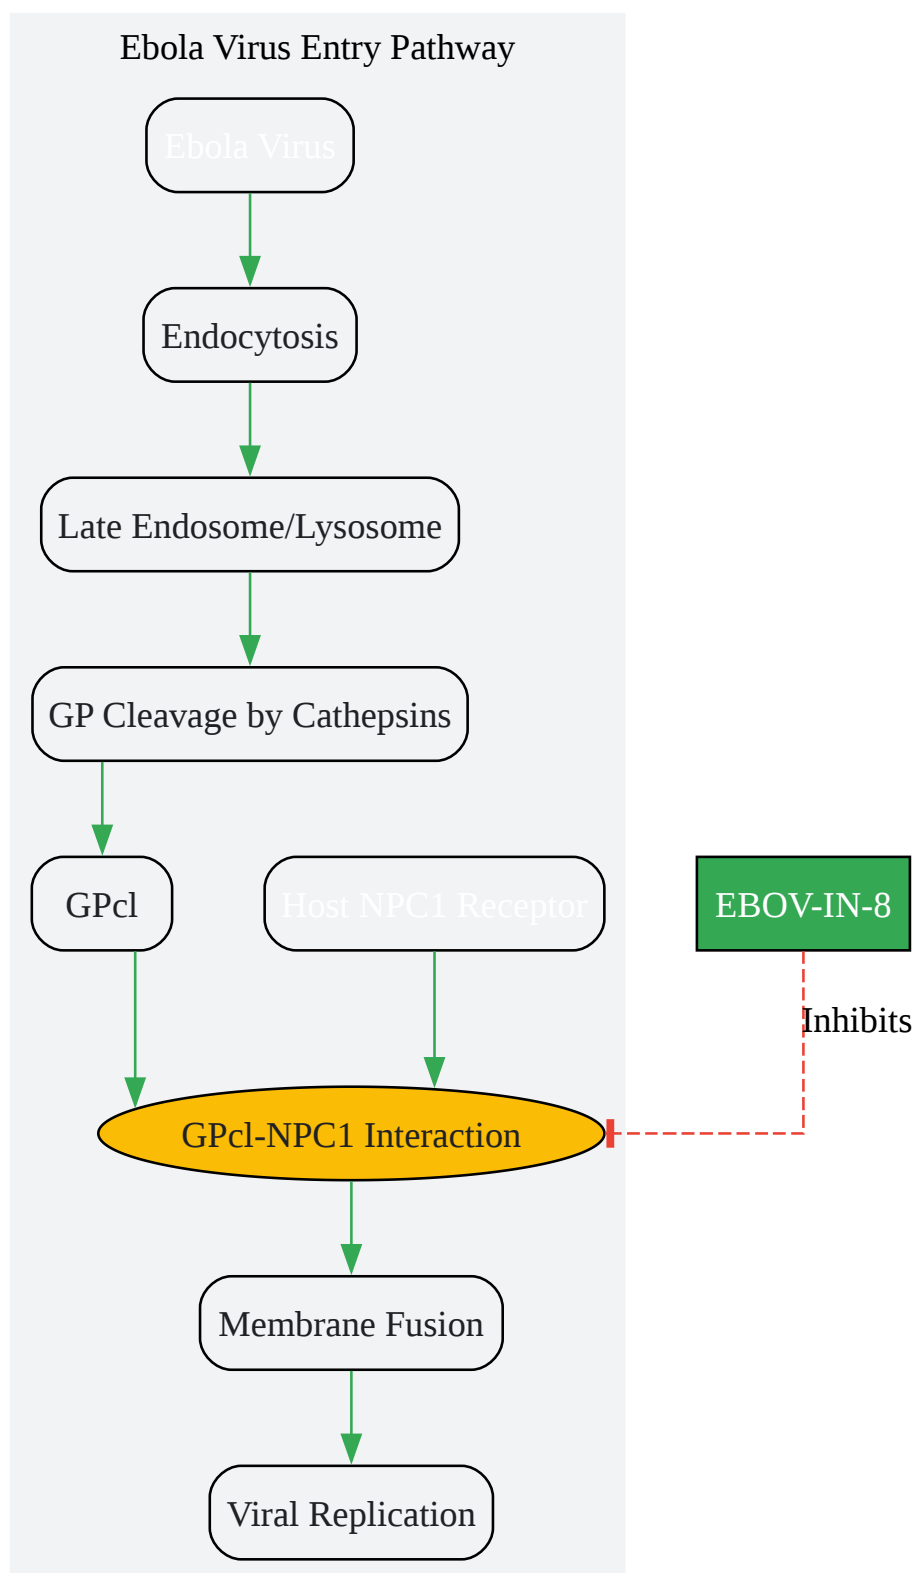 Ebola Virus Entry Pathway
Ebola Virus
Endocytosis
Late Endosome/Lysosome
GP Cleavage by Cathepsins
GPcl
Host NPC1 Receptor
EBOV-IN-8
Inhibits
GPcl-NPC1 Interaction
Membrane Fusion
Viral Replication